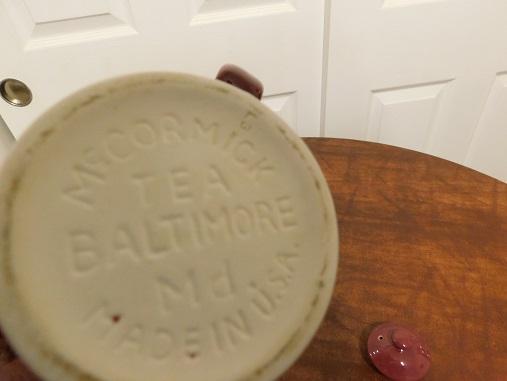 McCORMICK
TEA
BALTIMORE
Md
MADE IN U.S.A.